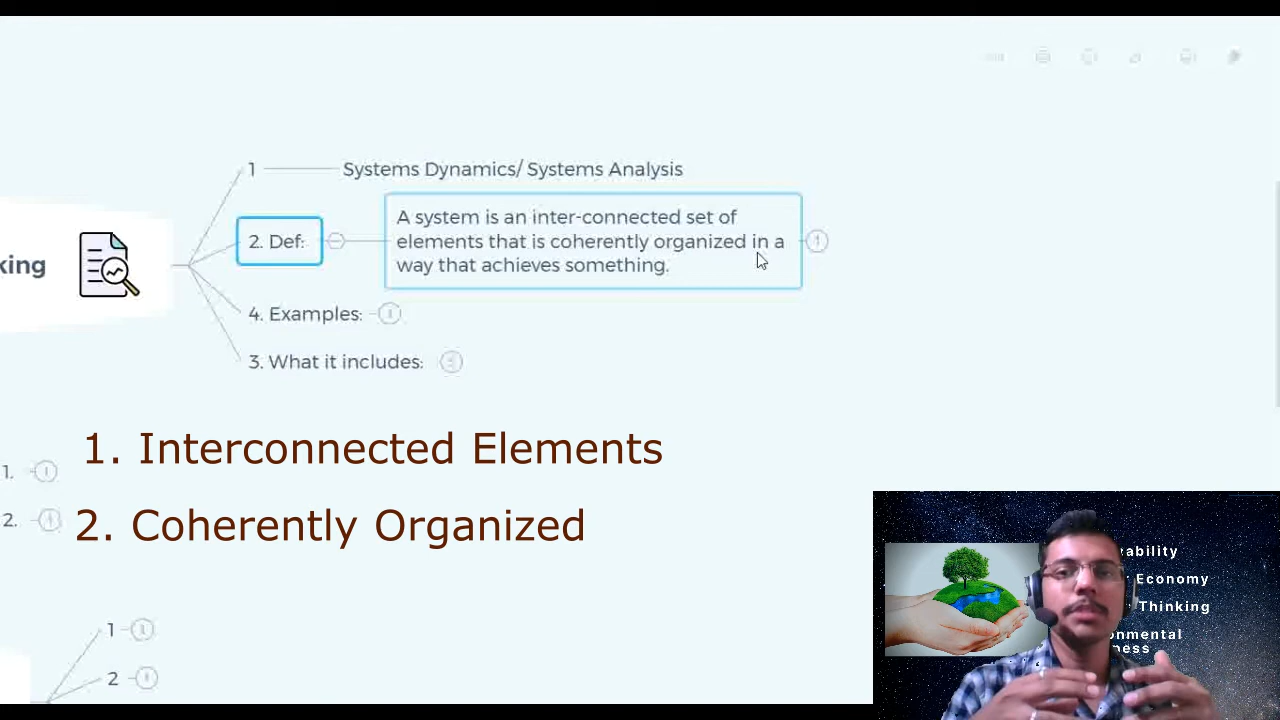 1 Systems Dynamics/ Systems Analysis
king
2. Def:
A system is an inter-connected set of
elements that is coherently organized in a
way that achieves something.
1
4. Examples:
3. What it includes:
1. Interconnected Elements
1.
2. Coherently Organized
2.
ability
Economy
Thinking
onmental
ness
1
2